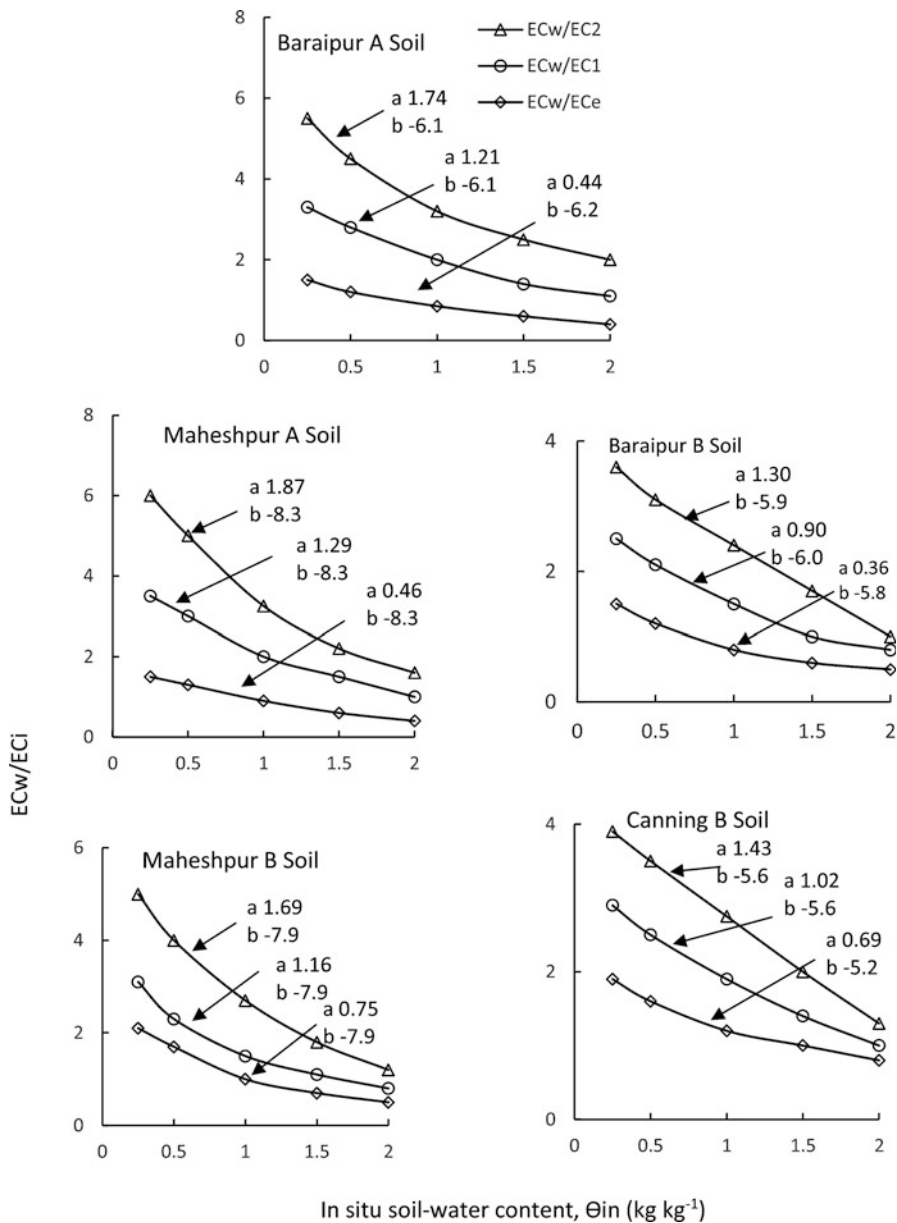 Baraipur A Soil
ECw/EC2
ECw/EC1
ECw/ECe
8
6
4
2
0
a 1.74
b -6.1
a 1.21
b -6.1
a 0.44
b -6.2
0
0.5
1
1.5
2
Maheshpur A Soil
8
6
4
2
0
a 1.87
b -8.3
a 1.29
b -8.3
a 0.46
b -8.3
0
0.5
1
1.5
2
Baraipur B Soil
4
2
0
a 1.30
b -5.9
a 0.90
b -6.0
a 0.36
b -5.8
0
0.5
1
1.5
2
ECw/ECi
Maheshpur B Soil
6
4
2
0
a 1.69
b -7.9
a 1.16
b -7.9
a 0.75
b -7.9
0
0.5
1
1.5
2
Canning B Soil
4
2
0
a 1.43
b -5.6
a 1.02
b -5.6
a 0.69
b -5.2
0
0.5
1
1.5
2
In situ soil-water content, Θin (kg kg⁻¹)